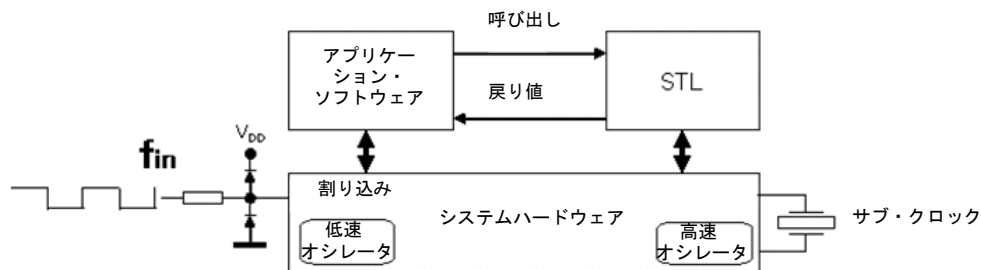 呼び出し
アプリケー
ション・
ソフトウェア
STL
戻り値
VDD
fin
割り込み
システムハードウェア
サブ・クロック
低速
オシレータ
高速
オシレータ